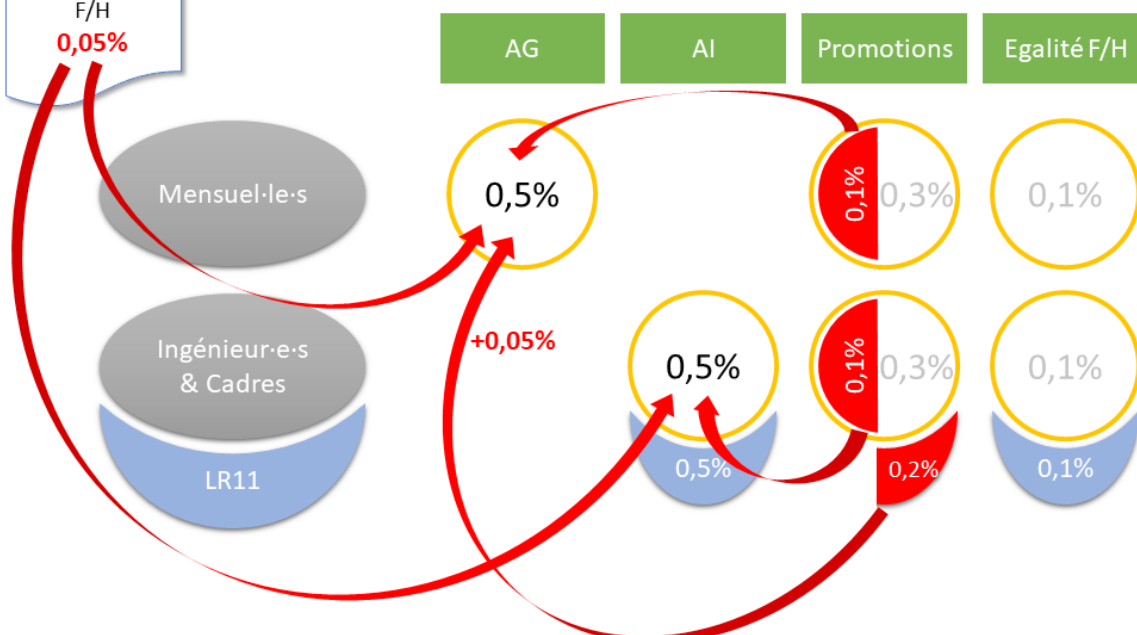 F/H
0,05%
AG
AI
Promotions
Egalité F/H
Mensuel·le·s
0,5%
0,1%
0,3%
0,1%
+0,05%
Ingénieur·e·s
& Cadres
0,5%
0,1%
0,3%
0,1%
LR11
0,5%
0,2%
0,1%